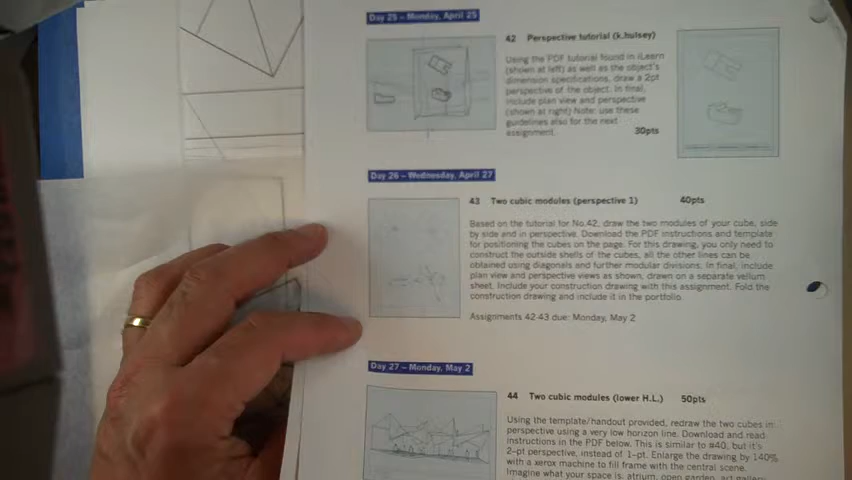 Day 25 – Monday, April 25
42 Perspective tutorial (k.hulsey)
Using the PDF tutorial found in iLearn
(shown at left) as well as the object's
dimension specifications, draw a 2pt
perspective of the object. In final,
include plan view and perspective
(shown at right) Note: use these
guidelines also for the next
assignment. 30pts
Day 26 – Wednesday, April 27
43 Two cubic modules (perspective 1) 40pts
Based on the tutorial for No.42, draw the two modules of your cube, side
by side and in perspective. Download the PDF instructions and template
for positioning the cubes on the page. For this drawing, you only need to
construct the outside shells of the cubes, all the other lines can be
obtained using diagonals and further modular divisions. In final, include
plan view and perspective views as shown, drawn on a separate vellum
sheet. Include your construction drawing with this assignment. Fold the
construction drawing and include it in the portfolio.
Assignments 42-43 due: Monday, May 2
Day 27 – Monday, May 2
44 Two cubic modules (lower H.L.) 50pts
Using the template/handout provided, redraw the two cubes in
perspective using a very low horizon line. Download and read
instructions in the PDF below. This is similar to #40, but it's
2-pt perspective, instead of 1-pt. Enlarge the drawing by 140%
with a xerox machine to fill frame with the central scene.
Imagine what your space is: atrium, open garden, art gallery